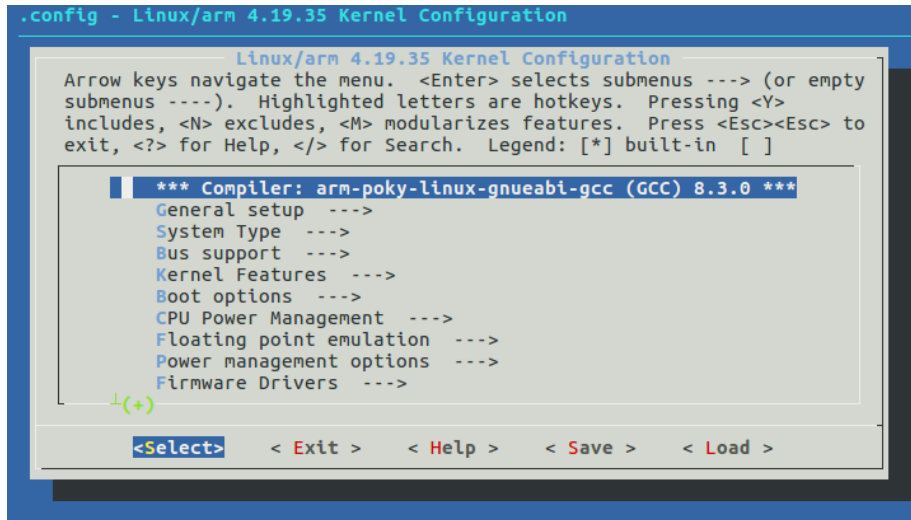 .config - Linux/arm 4.19.35 Kernel Configuration
Linux/arm 4.19.35 Kernel Configuration
Arrow keys navigate the menu.  <Enter> selects submenus ---> (or empty
submenus ----).  Highlighted letters are hotkeys.  Pressing <Y>
includes, <N> excludes, <M> modularizes features.  Press <Esc><Esc> to
exit, <?> for Help, </> for Search.  Legend: [*] built-in  [ ]
*** Compiler: arm-poky-linux-gnueabi-gcc (GCC) 8.3.0 ***
General setup  --->
System Type  --->
Bus support  --->
Kernel Features  --->
Boot options  --->
CPU Power Management  --->
Floating point emulation  --->
Power management options  --->
Firmware Drivers  --->
(+)
<Select>    < Exit >    < Help >    < Save >    < Load >